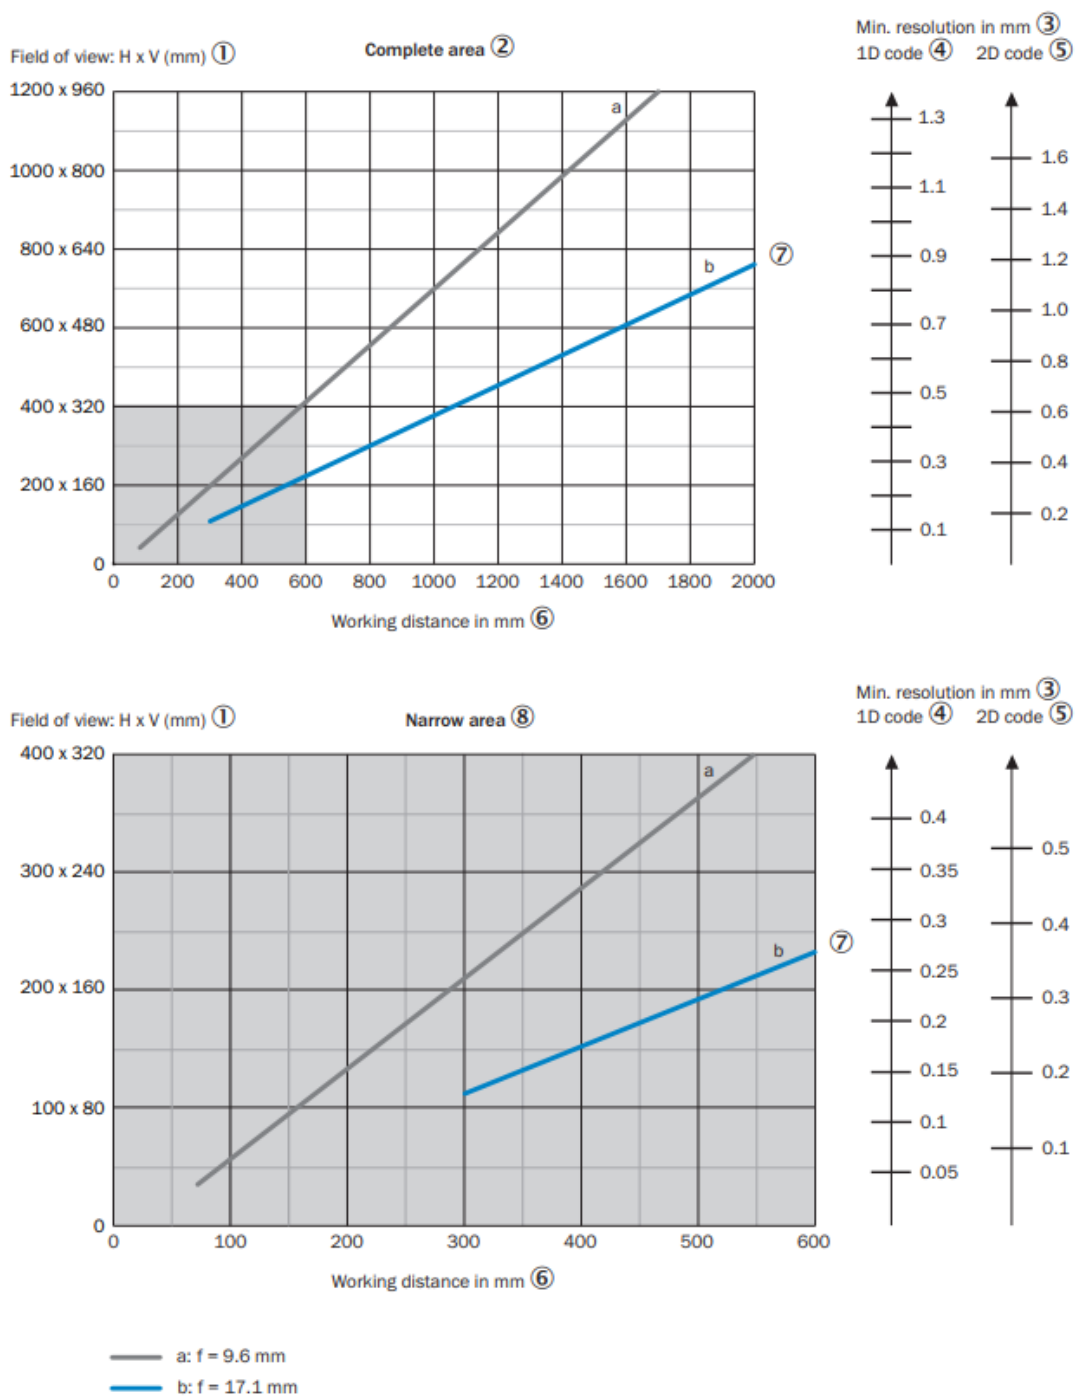 Min. resolution in mm ③
Field of view: H x V (mm) ① Complete area ② 1D code ④ 2D code ⑤
1200 x 960
1000 x 800
800 x 640
600 x 480
400 x 320
200 x 160
0
a
b ⑦
0 200 400 600 800 1000 1200 1400 1600 1800 2000
Working distance in mm ⑥
1.3
1.1
0.9
0.7
0.5
0.3
0.1
1.6
1.4
1.2
1.0
0.8
0.6
0.4
0.2
Min. resolution in mm ③
Field of view: H x V (mm) ① Narrow area ⑧ 1D code ④ 2D code ⑤
400 x 320
300 x 240
200 x 160
100 x 80
0
a
b ⑦
0 100 200 300 400 500 600
Working distance in mm ⑥
0.4
0.35
0.3
0.25
0.2
0.15
0.1
0.05
0.5
0.4
0.3
0.2
0.1
a: f = 9.6 mm
b: f = 17.1 mm